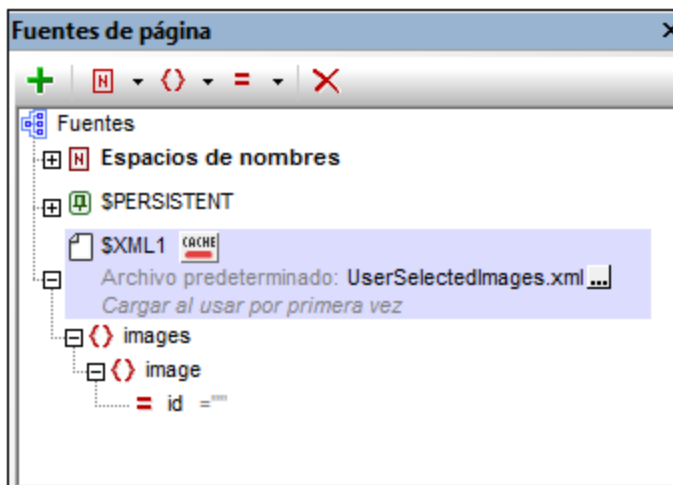 Fuentes de página
Fuentes
Espacios de nombres
$PERSISTENT
$XML1 CACHE
Archivo predeterminado: UserSelectedImages.xml ...
Cargar al usar por primera vez
{} images
{} image
= id =""